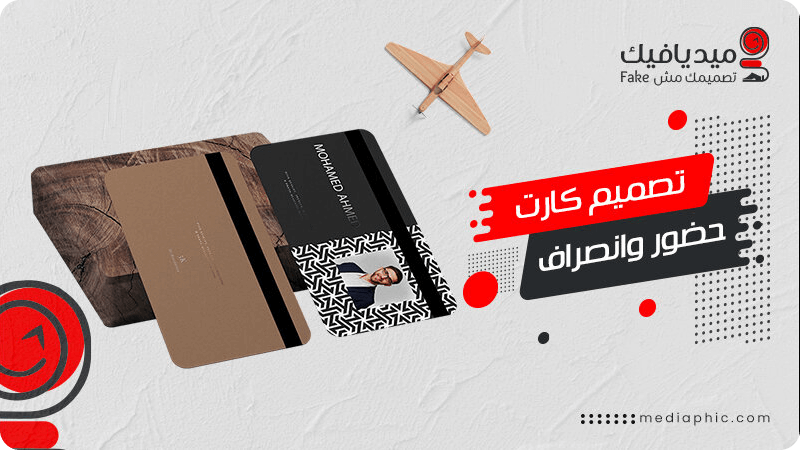 ميديافيك
تصميمك مش Fake
تصميم كارت
حضور وانصراف
MOHAMED AHMED
mediaphic.com